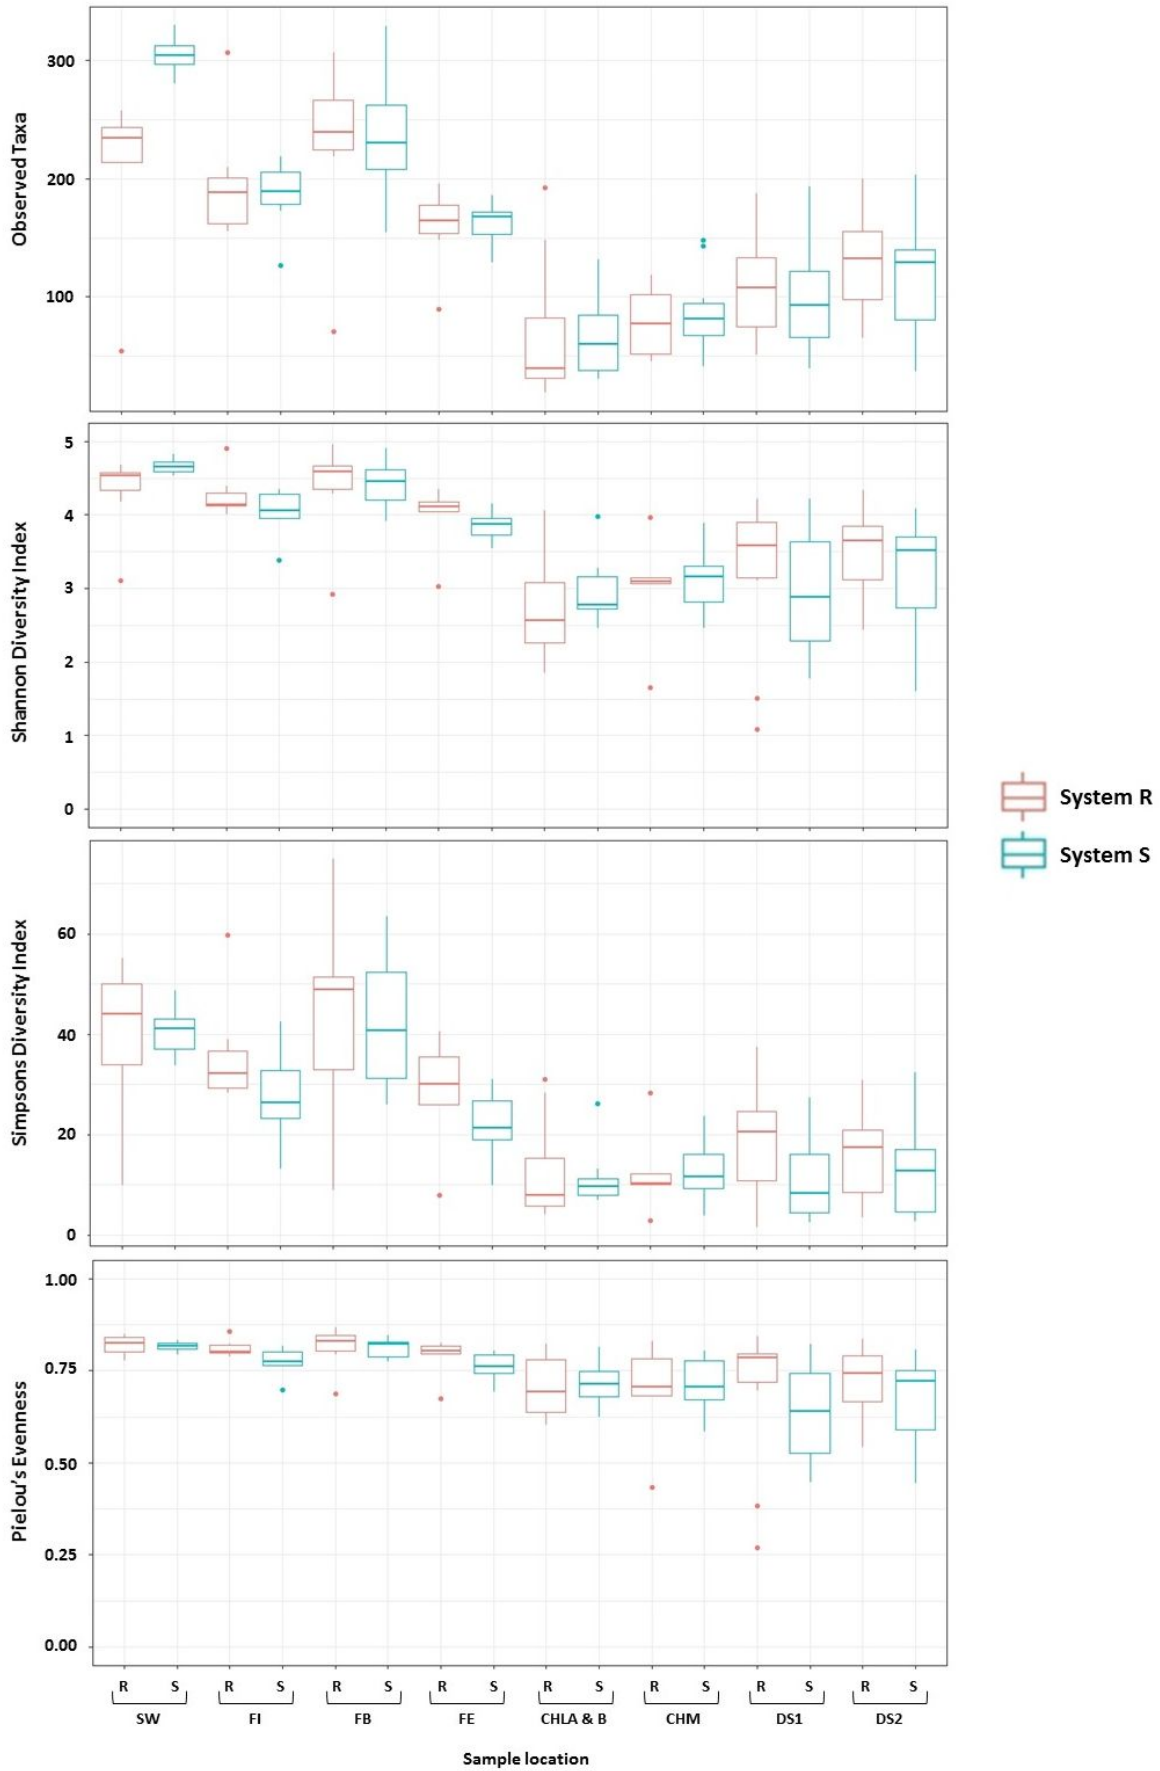 Observed Taxa
300
200
100
Shannon Diversity Index
5
4
3
2
1
0
System R
System S
Simpsons Diversity Index
60
40
20
0
Pielou's Evenness
1.00
0.75
0.50
0.25
0.00
R S R S R S R S R S R S R S R S
SW FI FB FE CHLA & B CHM DS1 DS2
Sample location